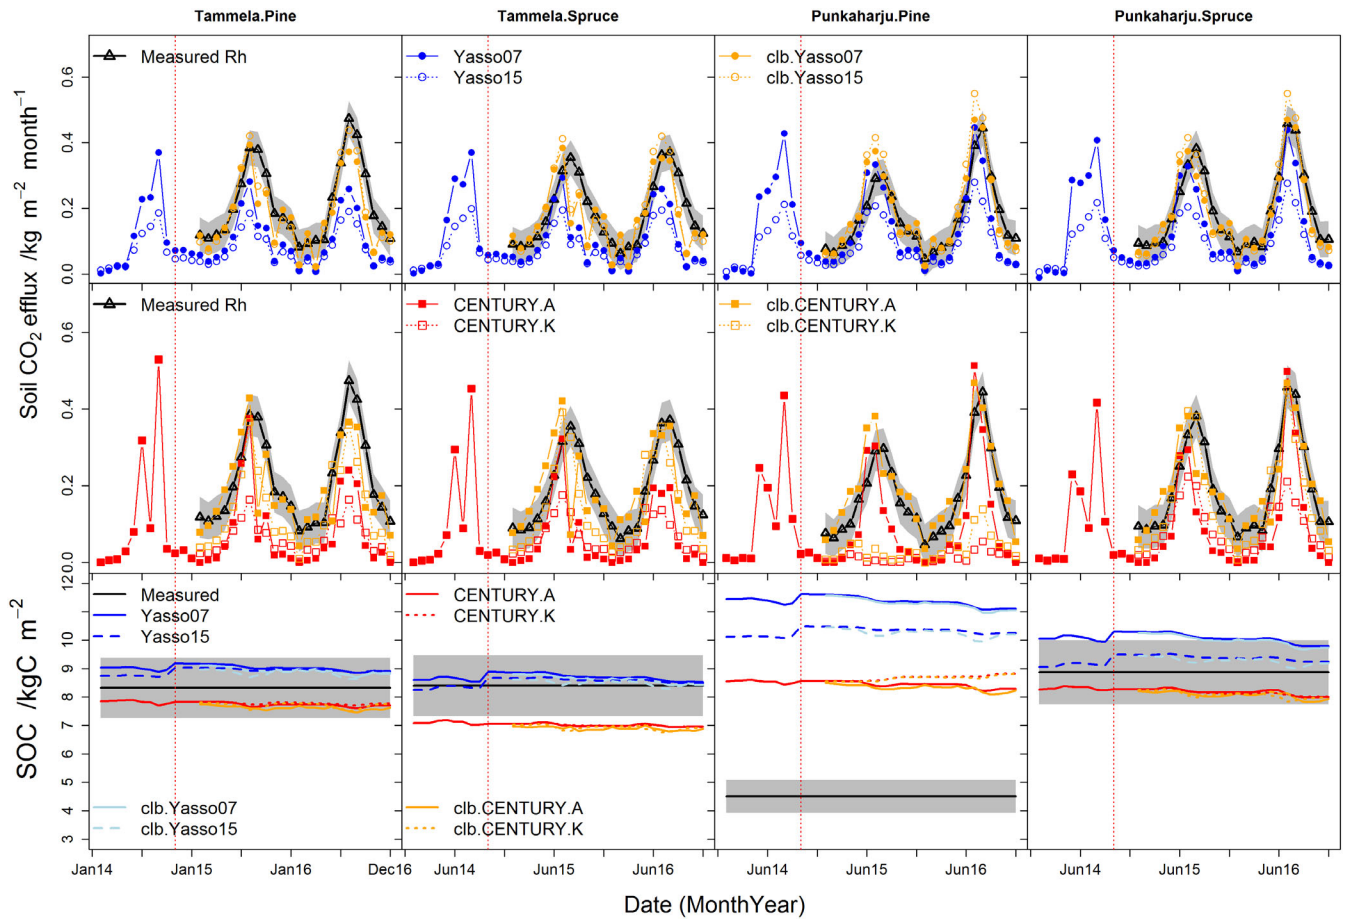 Tammela.Pine
Tammela.Spruce
Punkaharju.Pine
Punkaharju.Spruce
Soil CO₂ efflux /kg m⁻² month⁻¹
0.6
0.4
0.2
0.0
Measured Rh
Yasso07
Yasso15
clb.Yasso07
clb.Yasso15
0.6
0.4
0.2
0.0
Measured Rh
CENTURY.A
CENTURY.K
clb.CENTURY.A
clb.CENTURY.K
SOC /kgC m⁻²
12
11
10
9
8
7
6
5
4
3
Measured
Yasso07
Yasso15
CENTURY.A
CENTURY.K
clb.Yasso07
clb.Yasso15
clb.CENTURY.A
clb.CENTURY.K
Jan14
Jan15
Jan16
Dec16
Jun14
Jun15
Jun16
Jun14
Jun15
Jun16
Jun14
Jun15
Jun16
Date (MonthYear)